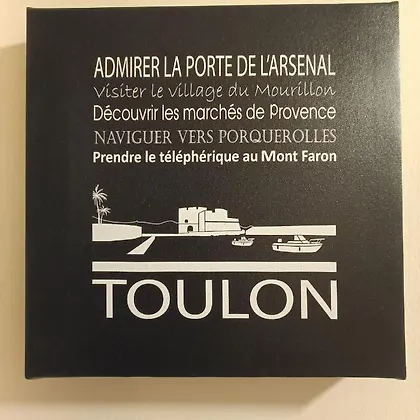 ADMIRER LA PORTE DE L'ARSENAL
Visiter le village du Mourillon
Découvrir les marchés de Provence
NAVIGUER VERS PORQUEROLLES
Prendre le téléphérique au Mont Faron
TOULON